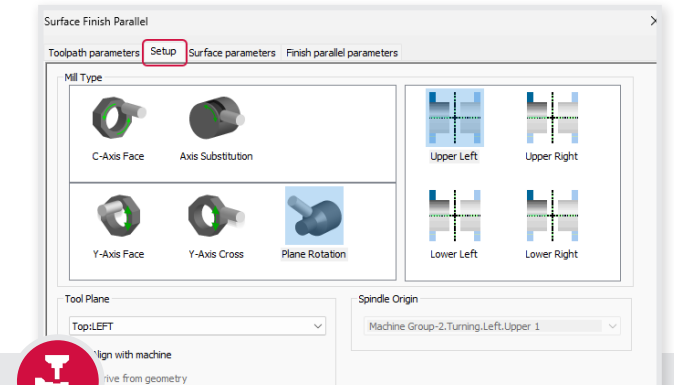 Surface Finish Parallel
Toolpath parameters Setup Surface parameters Finish parallel parameters
Mill Type
C-Axis Face Axis Substitution
Upper Left Upper Right
Y-Axis Face Y-Axis Cross Plane Rotation
Lower Left Lower Right
Tool Plane
Spindle Origin
Top:LEFT
Machine Group-2.Turning.Left.Upper 1
with machine
from geometry